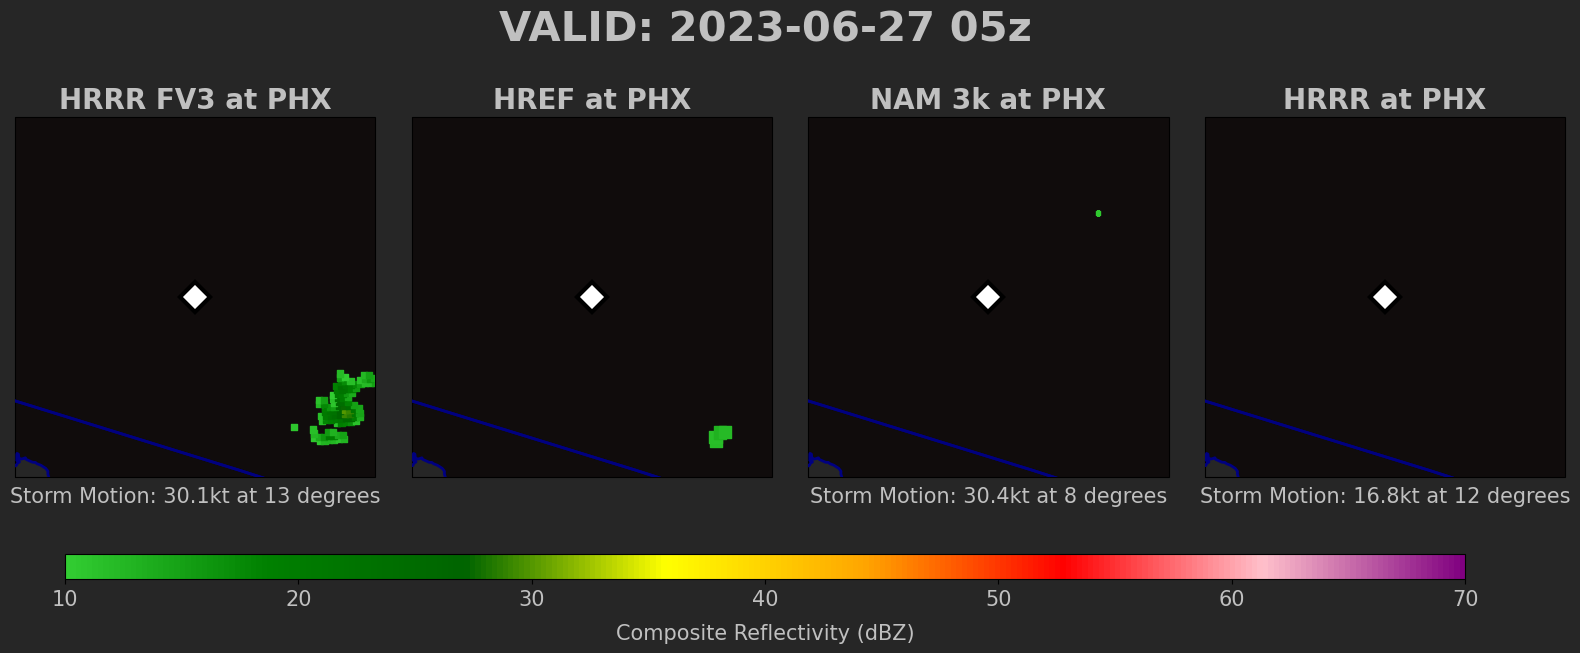 VALID: 2023-06-27 05z
HRRR FV3 at PHX
HREF at PHX
NAM 3k at PHX
HRRR at PHX
Storm Motion: 30.1kt at 13 degrees
Storm Motion: 30.4kt at 8 degrees
Storm Motion: 16.8kt at 12 degrees
10 20 30 40 50 60 70
Composite Reflectivity (dBZ)